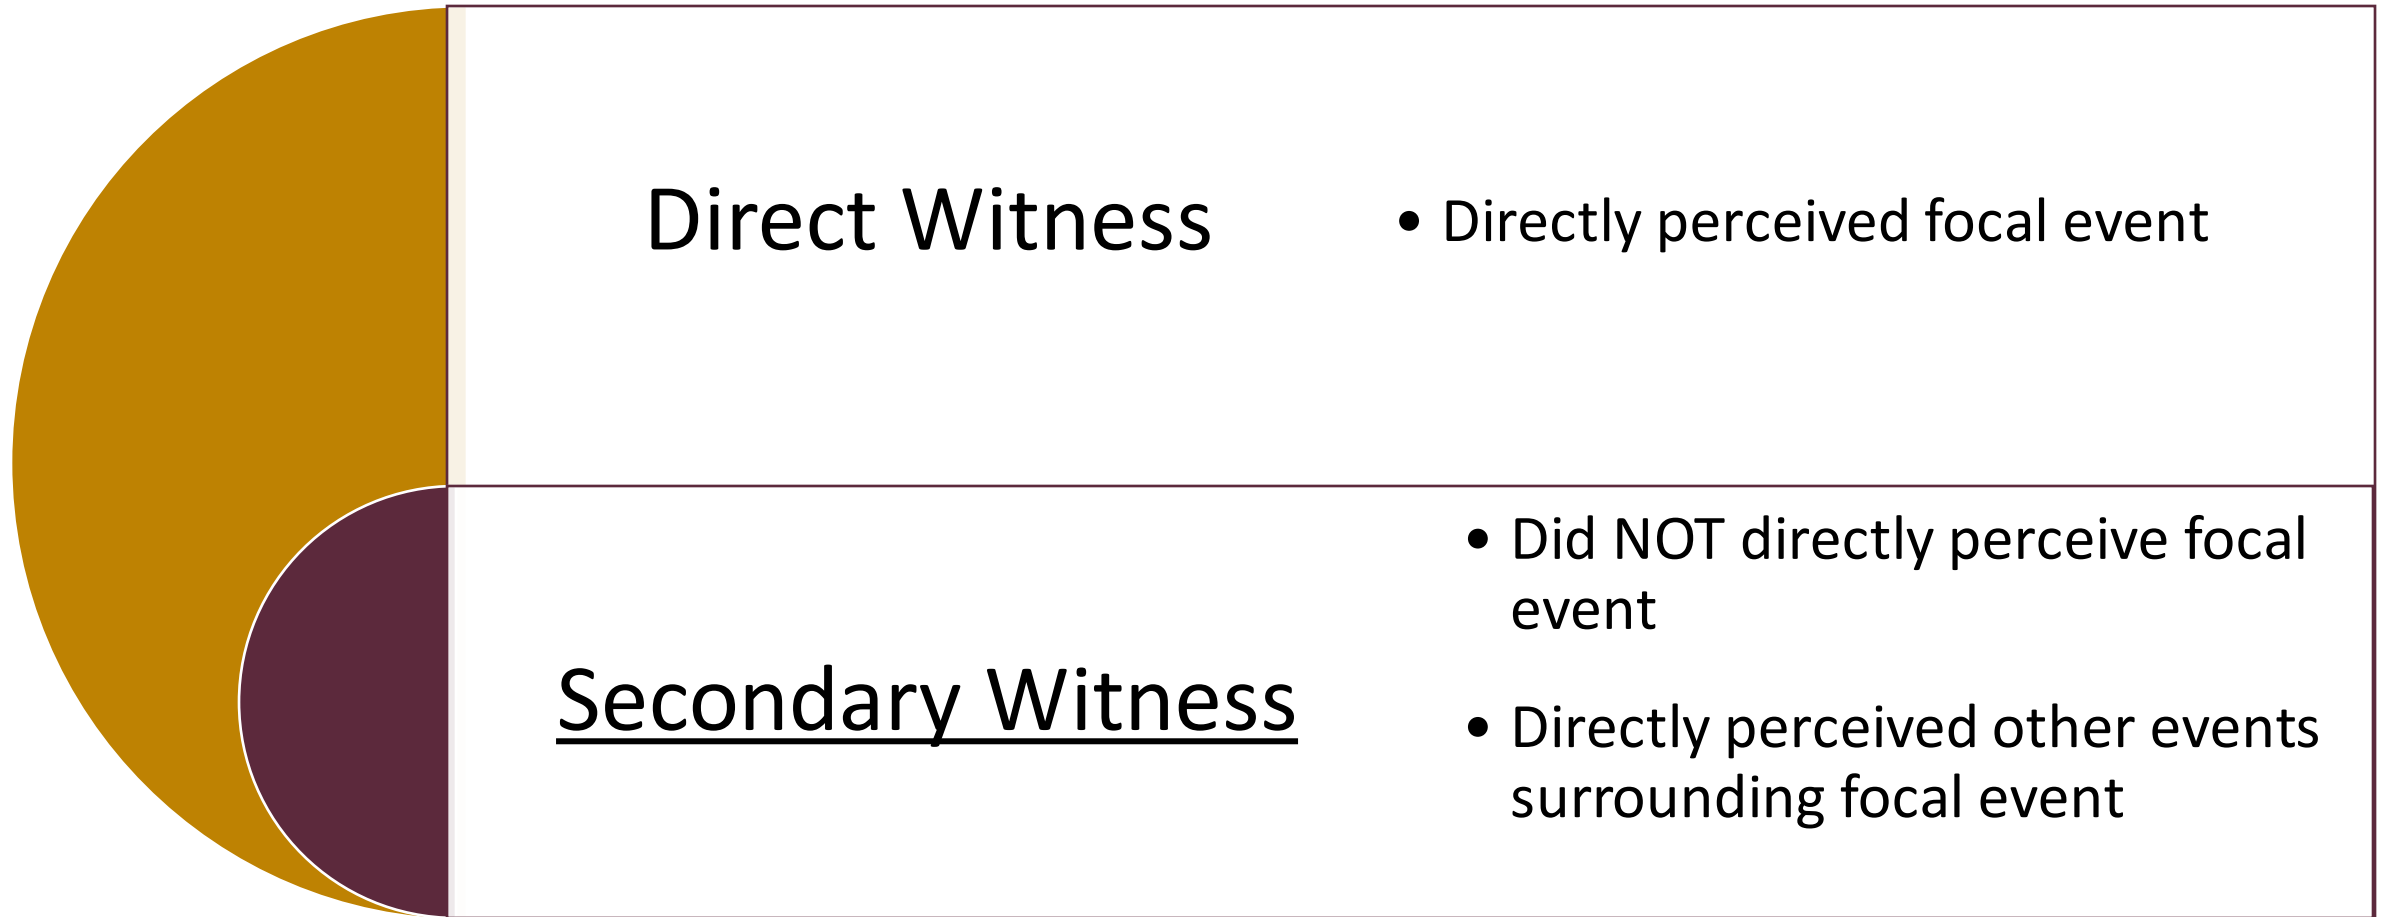 Direct Witness
• Directly perceived focal event
Secondary Witness
• Did NOT directly perceive focal
event
• Directly perceived other events
surrounding focal event